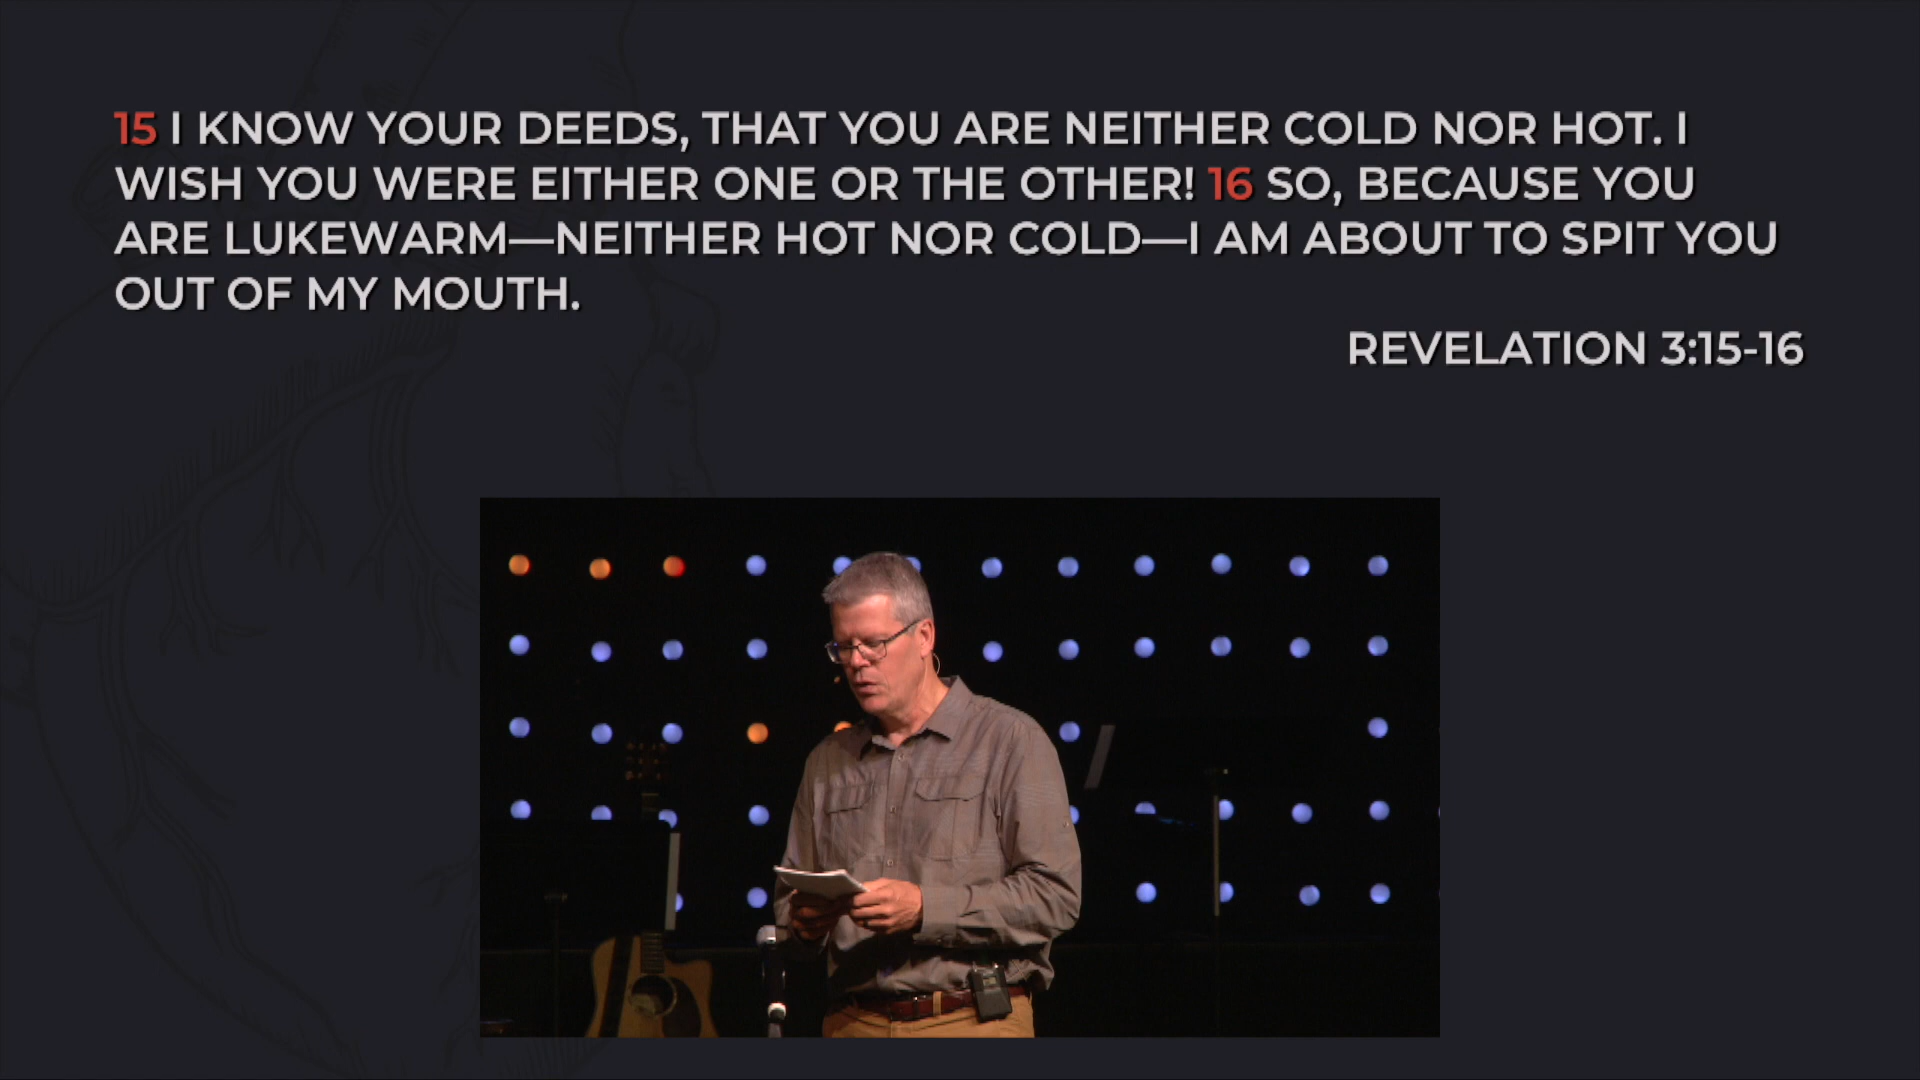 15 I KNOW YOUR DEEDS, THAT YOU ARE NEITHER COLD NOR HOT. I
WISH YOU WERE EITHER ONE OR THE OTHER! 16 SO, BECAUSE YOU
ARE LUKEWARM—NEITHER HOT NOR COLD—I AM ABOUT TO SPIT YOU
OUT OF MY MOUTH.
REVELATION 3:15-16